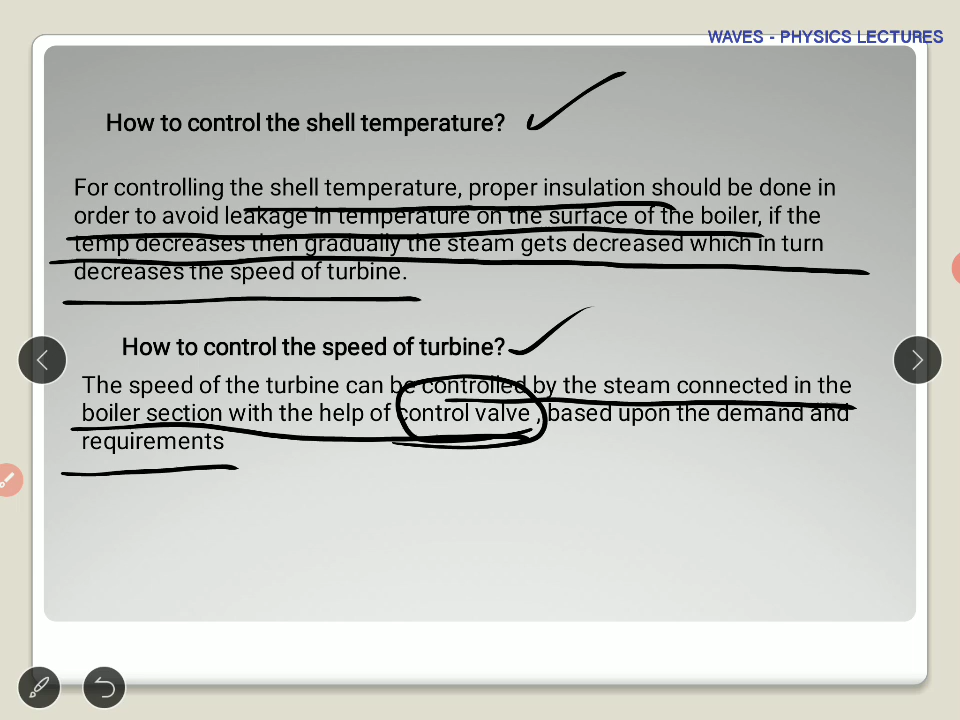 WAVES - PHYSICS LECTURES
How to control the shell temperature?
For controlling the shell temperature, proper insulation should be done in
order to avoid leakage in temperature on the surface of the boiler, if the
temp decreases then gradually the steam gets decreased which in turn
decreases the speed of turbine.
How to control the speed of turbine?
The speed of the turbine can be controlled by the steam connected in the
boiler section with the help of control valve , based upon the demand and
requirements